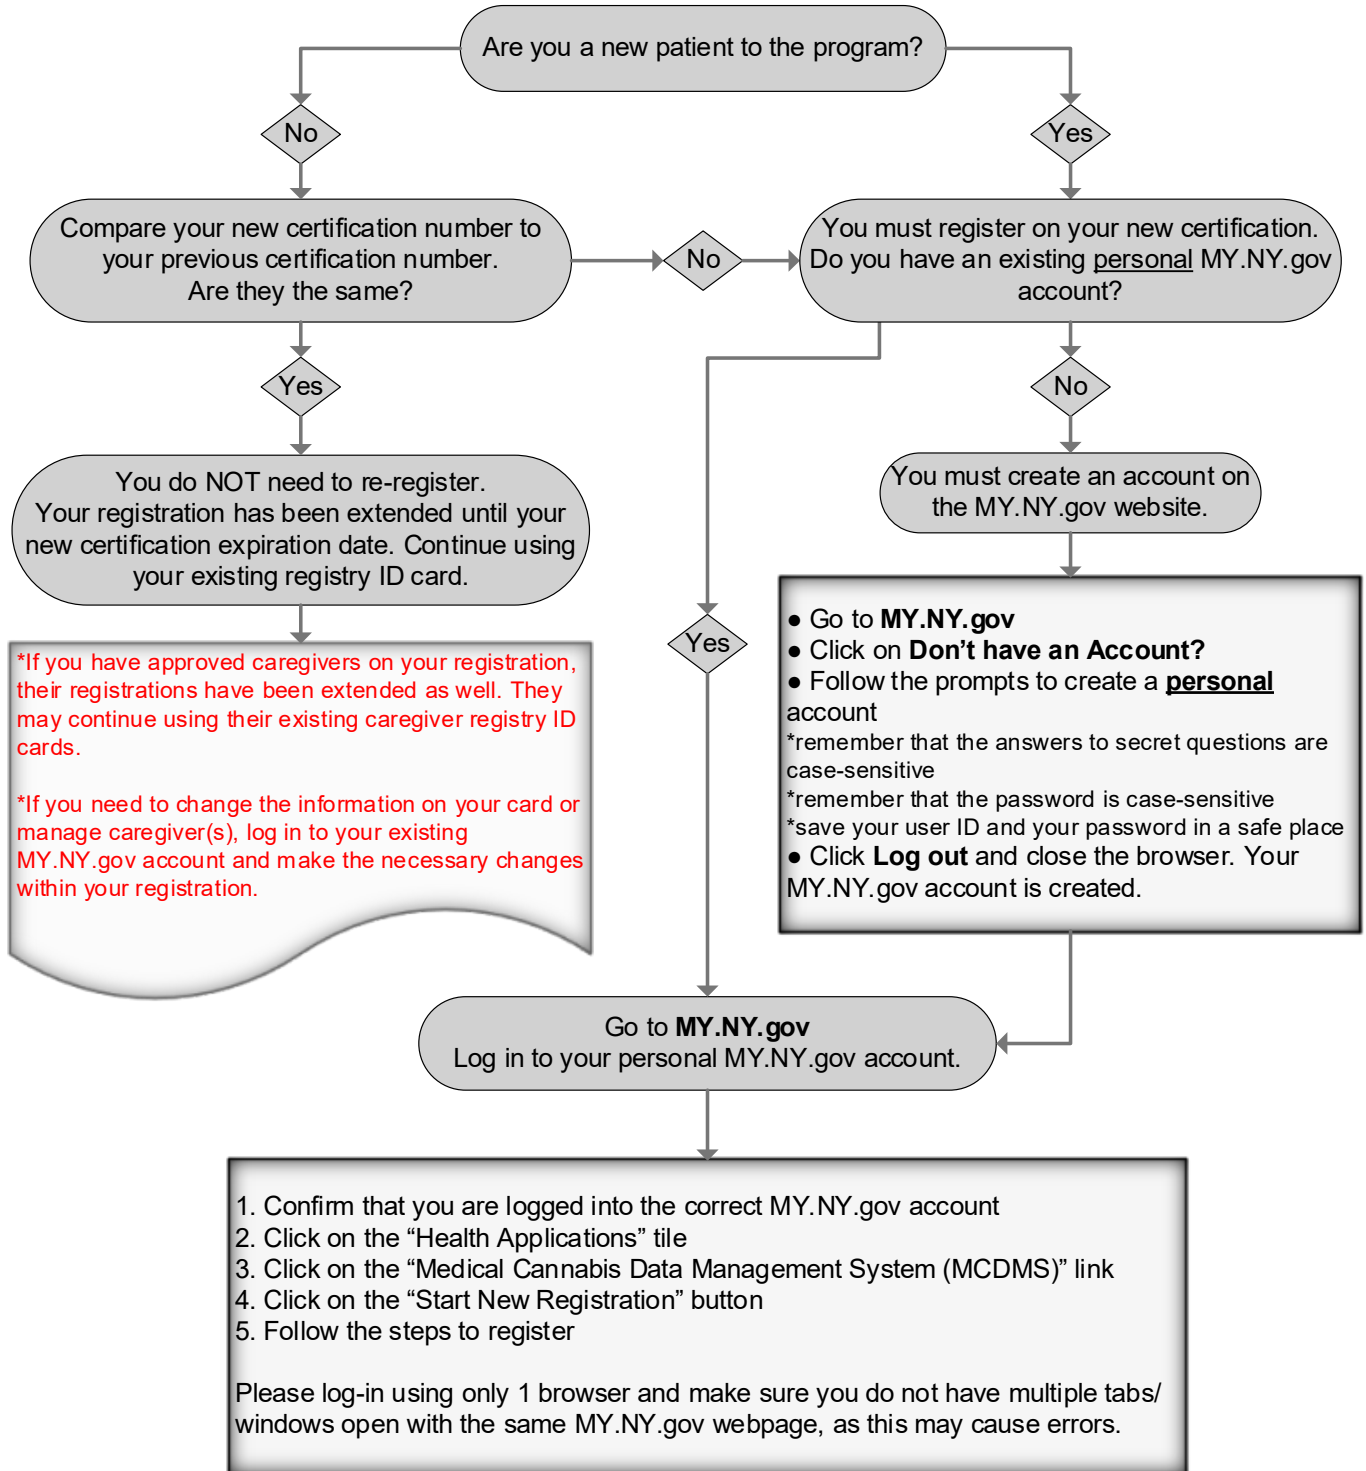 Are you a new patient to the program?
No
Yes
Compare your new certification number to
your previous certification number.
Are they the same?
No
You must register on your new certification.
Do you have an existing personal MY.NY.gov
account?
Yes
No
You do NOT need to re-register.
Your registration has been extended until your
new certification expiration date. Continue using
your existing registry ID card.
You must create an account on
the MY.NY.gov website.
*If you have approved caregivers on your registration,
their registrations have been extended as well. They
may continue using their existing caregiver registry ID
cards.
*If you need to change the information on your card or
manage caregiver(s), log in to your existing
MY.NY.gov account and make the necessary changes
within your registration.
Yes
● Go to MY.NY.gov
● Click on Don’t have an Account?
● Follow the prompts to create a personal
account
*remember that the answers to secret questions are
case-sensitive
*remember that the password is case-sensitive
*save your user ID and your password in a safe place
● Click Log out and close the browser. Your
MY.NY.gov account is created.
Go to MY.NY.gov
Log in to your personal MY.NY.gov account.
1. Confirm that you are logged into the correct MY.NY.gov account
2. Click on the “Health Applications” tile
3. Click on the “Medical Cannabis Data Management System (MCDMS)” link
4. Click on the “Start New Registration” button
5. Follow the steps to register
Please log-in using only 1 browser and make sure you do not have multiple tabs/
windows open with the same MY.NY.gov webpage, as this may cause errors.